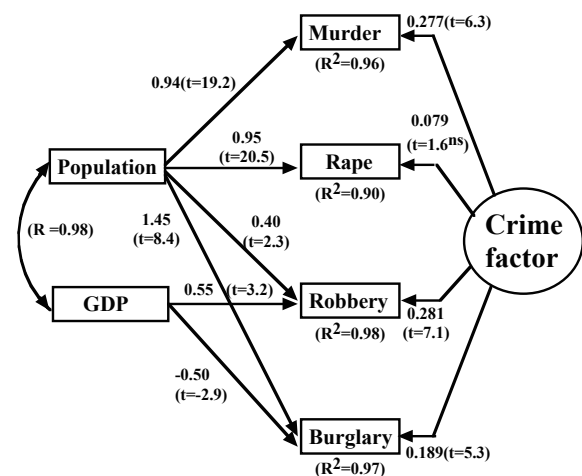 Murder
0.277(t=6.3)
(R2=0.96)
0.94(t=19.2)
0.079
(t=1.6ns)
0.95
(t=20.5)
Population
Rape
(R2=0.90)
1.45
(t=8.4)
0.40
(t=2.3)
(R =0.98)
Crime
factor
0.55
(t=3.2)
GDP
Robbery
0.281
(t=7.1)
(R2=0.98)
-0.50
(t=-2.9)
Burglary
0.189(t=5.3)
(R2=0.97)